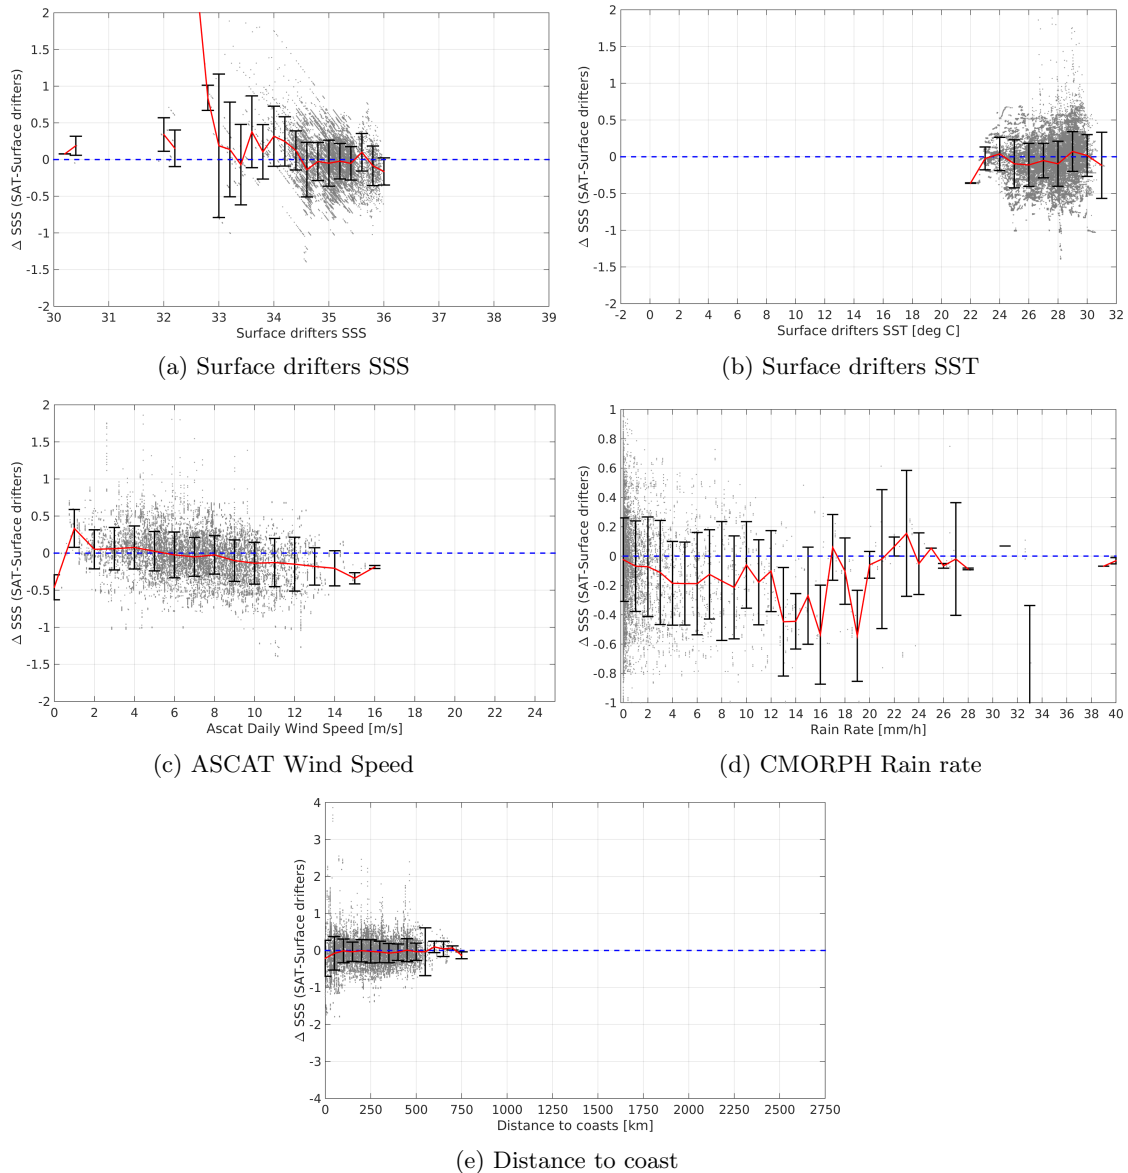 2
1.5
1
0.5
0
-0.5
-1
-1.5
-2
Δ SSS (SAT-Surface drifters)
30 31 32 33 34 35 36 37 38 39
Surface drifters SSS
(a) Surface drifters SSS
2
1.5
1
0.5
0
-0.5
-1
-1.5
-2
Δ SSS (SAT-Surface drifters)
-2 0 2 4 6 8 10 12 14 16 18 20 22 24 26 28 30 32
Surface drifters SST [deg C]
(b) Surface drifters SST
2
1.5
1
0.5
0
-0.5
-1
-1.5
-2
Δ SSS (SAT-Surface drifters)
0 2 4 6 8 10 12 14 16 18 20 22 24
Ascat Daily Wind Speed [m/s]
(c) ASCAT Wind Speed
1
0.8
0.6
0.4
0.2
0
-0.2
-0.4
-0.6
-0.8
-1
Δ SSS (SAT-Surface drifters)
0 2 4 6 8 10 12 14 16 18 20 22 24 26 28 30 32 34 36 38 40
Rain Rate [mm/h]
(d) CMORPH Rain rate
4
3
2
1
0
-1
-2
-3
-4
Δ SSS (SAT-Surface drifters)
0 250 500 750 1000 1250 1500 1750 2000 2250 2500 2750
Distance to coasts [km]
(e) Distance to coast